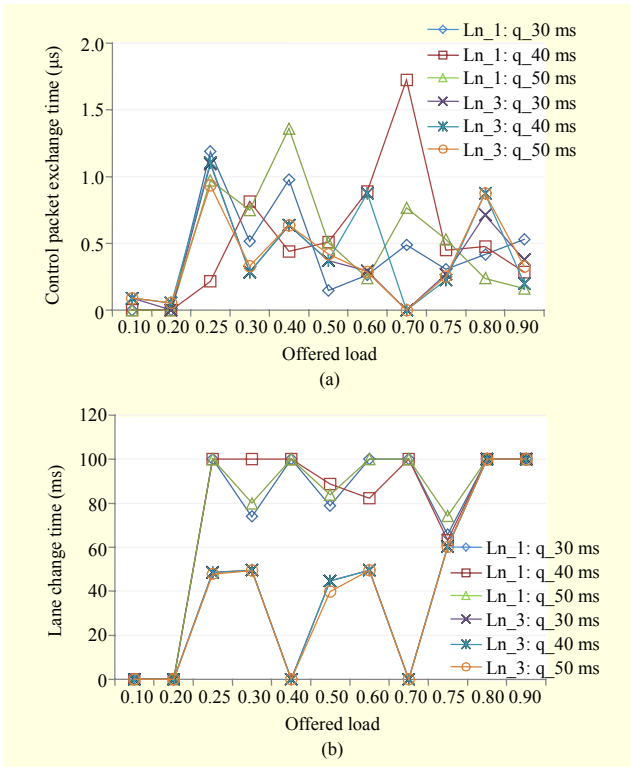 2.0
1.5
1.0
0.5
0
Control packet exchange time (μs)
Ln_1: q_30 ms
Ln_1: q_40 ms
Ln_1: q_50 ms
Ln_3: q_30 ms
Ln_3: q_40 ms
Ln_3: q_50 ms
0.10 0.20 0.25 0.30 0.40 0.50 0.60 0.70 0.75 0.80 0.90
Offered load
(a)
120
100
80
60
40
20
0
Lane change time (ms)
Ln_1: q_30 ms
Ln_1: q_40 ms
Ln_1: q_50 ms
Ln_3: q_30 ms
Ln_3: q_40 ms
Ln_3: q_50 ms
0.10 0.20 0.25 0.30 0.40 0.50 0.60 0.70 0.75 0.80 0.90
Offered load
(b)